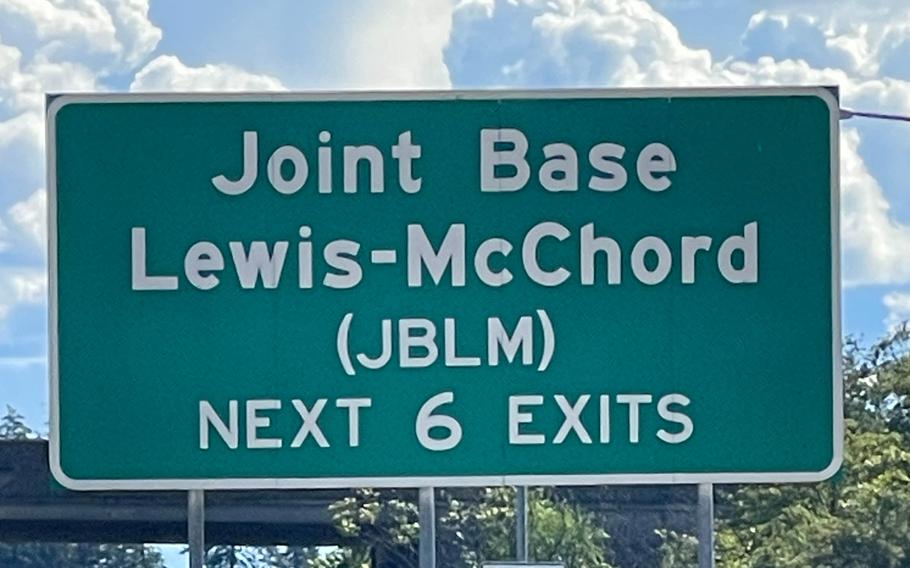 Joint Base
Lewis-McChord
(JBLM)
NEXT 6 EXITS